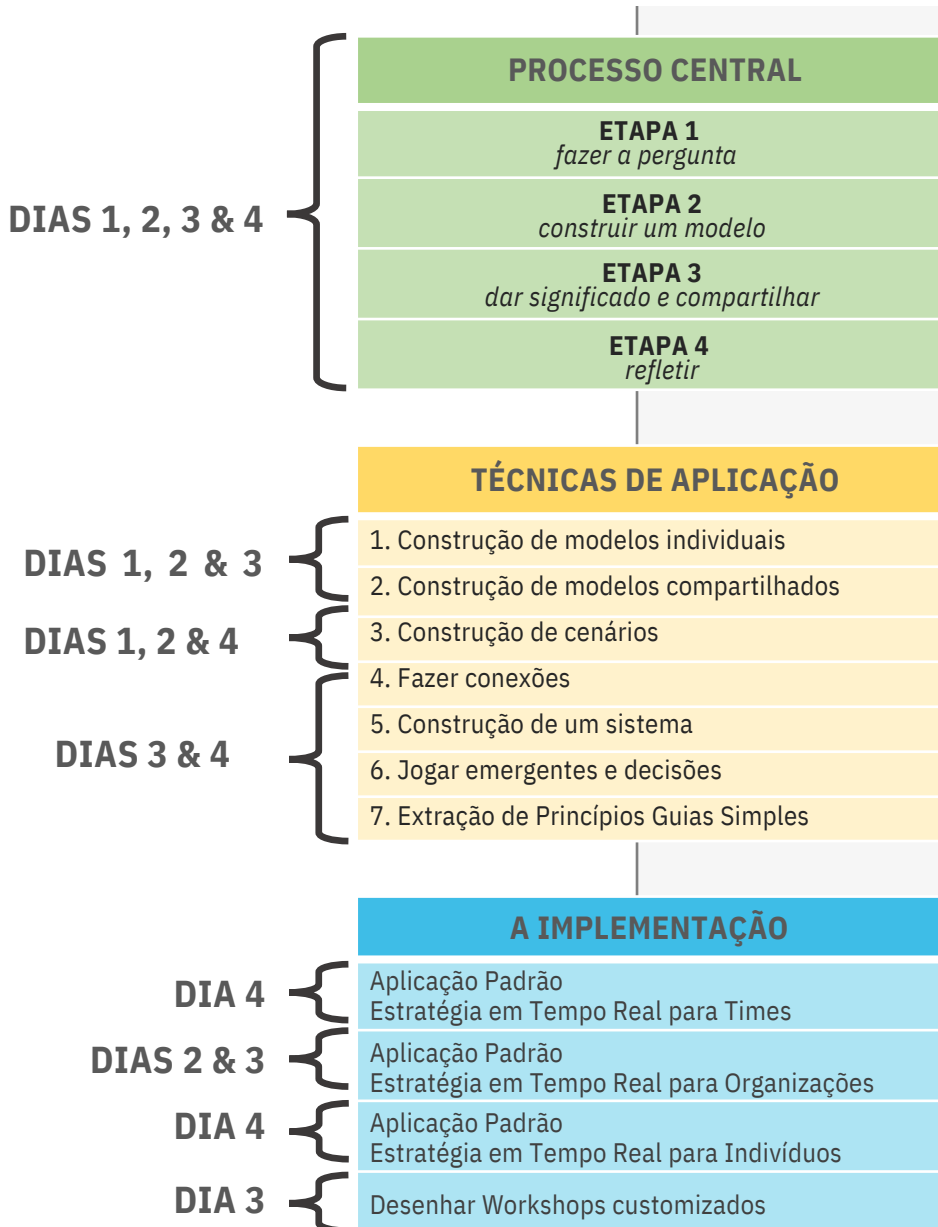 PROCESSO CENTRAL
DIAS 1, 2, 3 & 4
ETAPA 1
fazer a pergunta
ETAPA 2
construir um modelo
ETAPA 3
dar significado e compartilhar
ETAPA 4
refletir
TÉCNICAS DE APLICAÇÃO
DIAS 1, 2 & 3
1. Construção de modelos individuais
2. Construção de modelos compartilhados
DIAS 1, 2 & 4
3. Construção de cenários
DIAS 3 & 4
4. Fazer conexões
5. Construção de um sistema
6. Jogar emergentes e decisões
7. Extração de Princípios Guias Simples
A IMPLEMENTAÇÃO
DIA 4
Aplicação Padrão
Estratégia em Tempo Real para Times
DIAS 2 & 3
Aplicação Padrão
Estratégia em Tempo Real para Organizações
DIA 4
Aplicação Padrão
Estratégia em Tempo Real para Indivíduos
DIA 3
Desenhar Workshops customizados